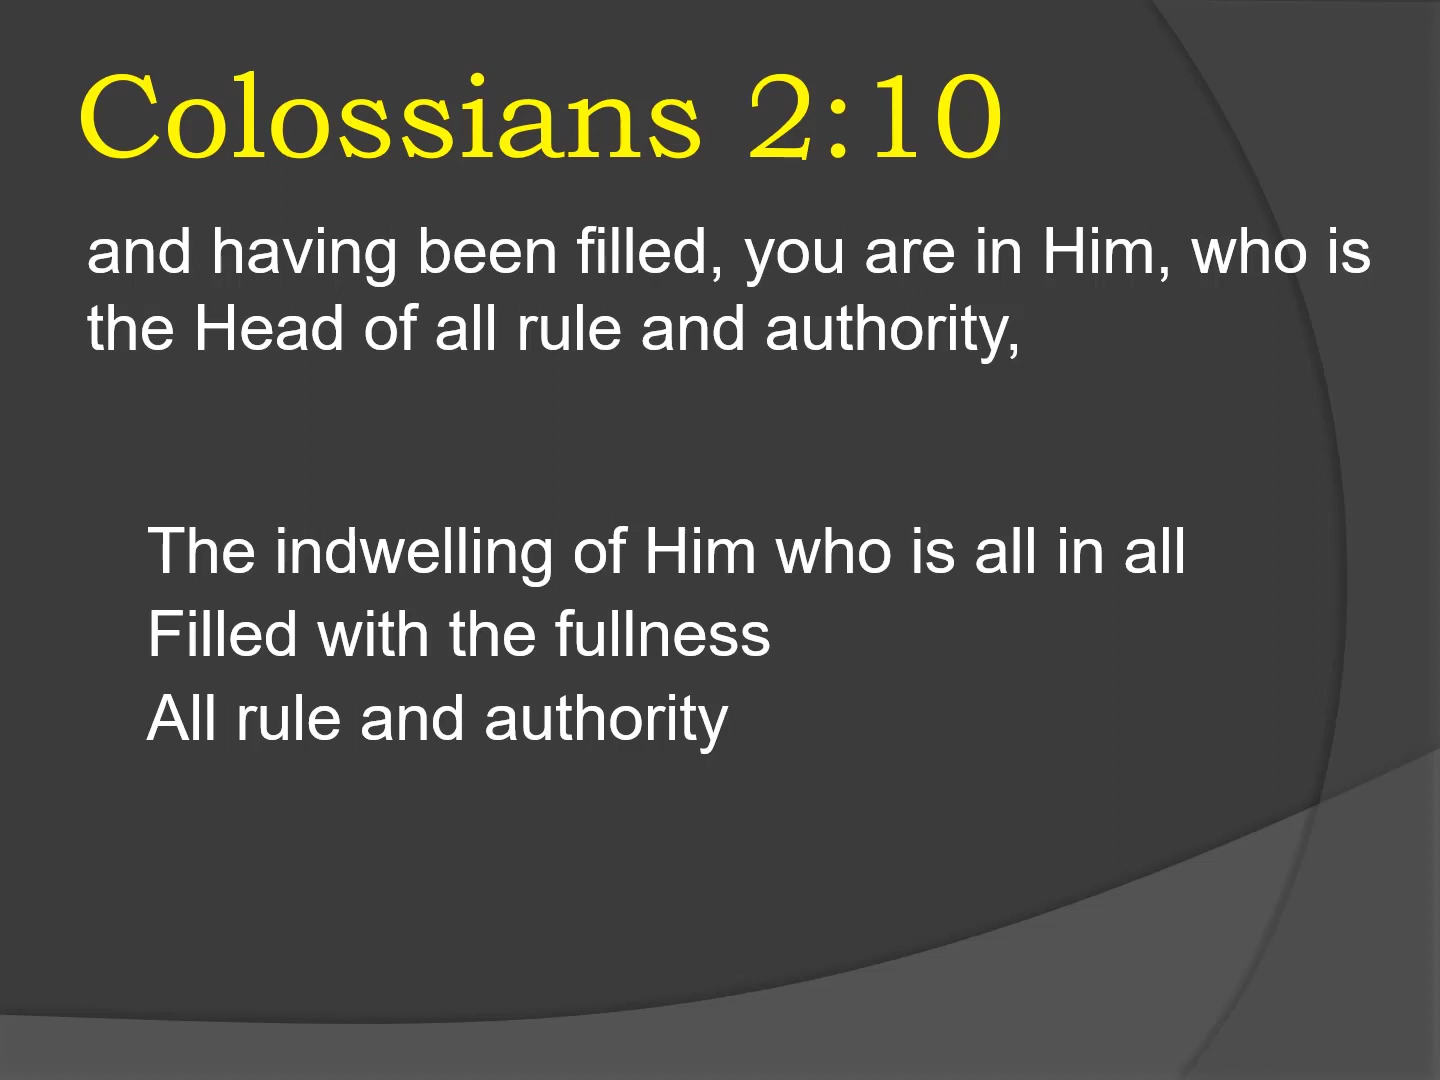 Colossians 2:10
and having been filled, you are in Him, who is
the Head of all rule and authority,
The indwelling of Him who is all in all
Filled with the fullness
All rule and authority